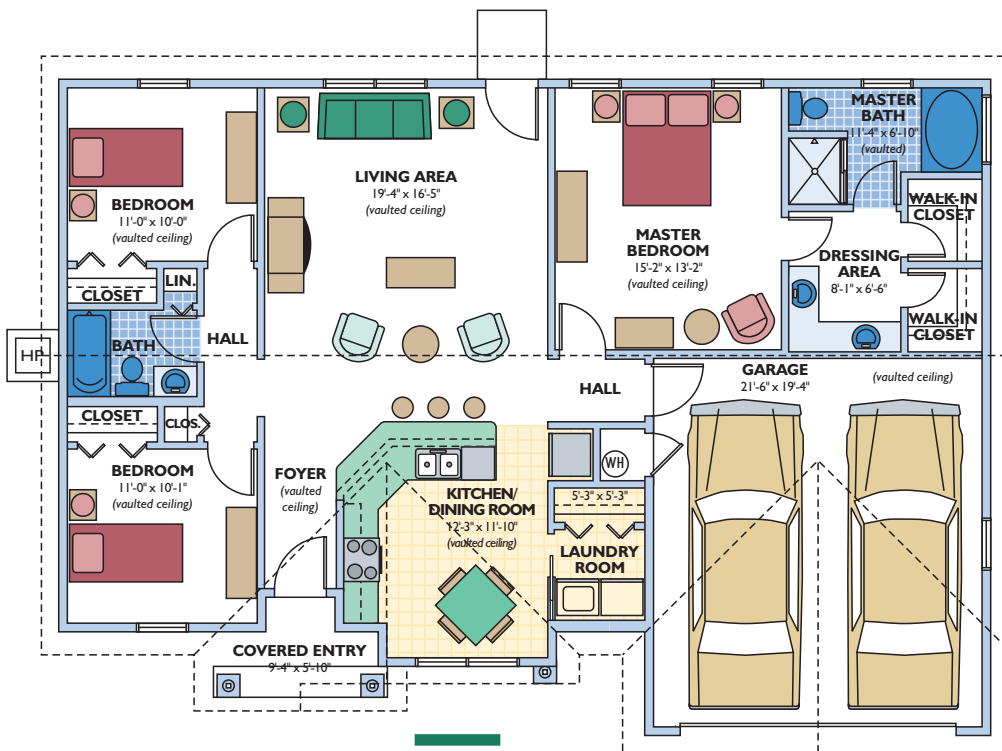 MASTER
BATH
11'-4" x 6'-10"
(vaulted)
LIVING AREA
19'-4" x 16'-5"
(vaulted ceiling)
BEDROOM
11'-0" x 10'-0"
(vaulted ceiling)
WALK-IN
CLOSET
MASTER
BEDROOM
15'-2" x 13'-2"
(vaulted ceiling)
DRESSING
AREA
8'-1" x 6'-6"
LIN.
CLOSET
WALK-IN
CLOSET
BATH
HALL
HP
GARAGE
21'-6" x 19'-4"
(vaulted ceiling)
HALL
CLOSET
CLOS.
BEDROOM
11'-0" x 10'-1"
(vaulted ceiling)
FOYER
(vaulted
ceiling)
WH
KITCHEN/
DINING ROOM
12'-3" x 11'-10"
(vaulted ceiling)
5'-3" x 5'-3"
LAUNDRY
ROOM
COVERED ENTRY
9'-4" x 5'-10"